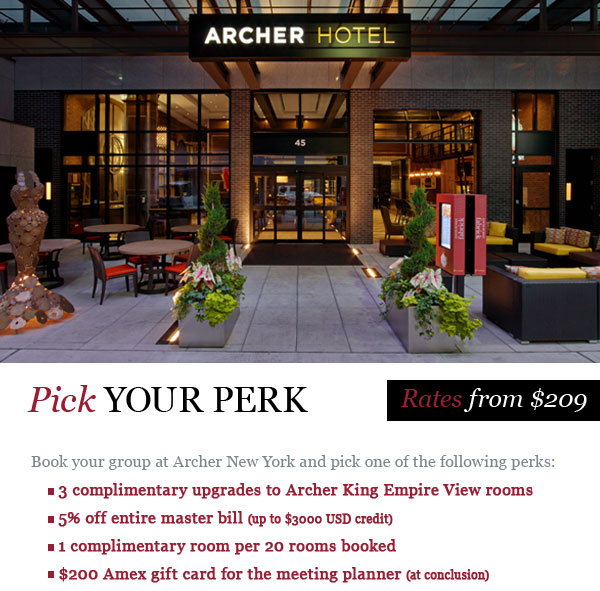 ARCHER HOTEL
45
fabrick
fabrick
Pick YOUR PERK
Rates from $209
Book your group at Archer New York and pick one of the following perks:
3 complimentary upgrades to Archer King Empire View rooms
5% off entire master bill (up to $3000 USD credit)
1 complimentary room per 20 rooms booked
$200 Amex gift card for the meeting planner (at conclusion)